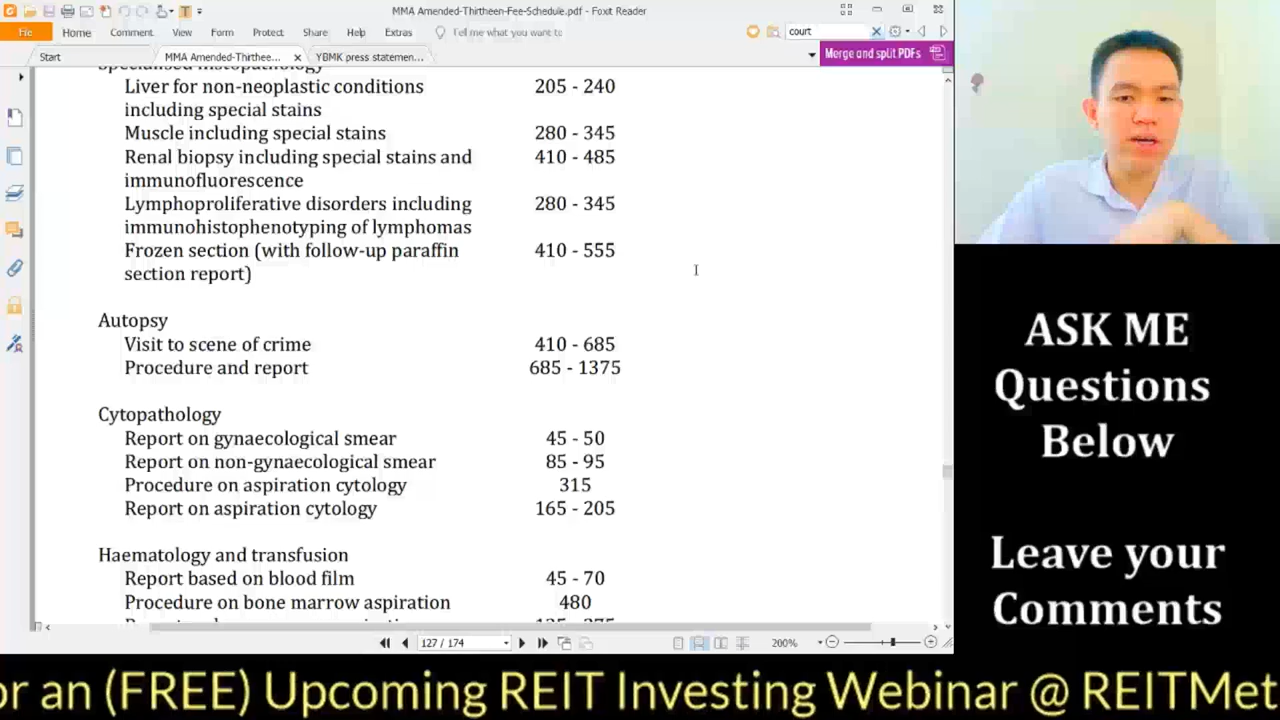 MMA Amended-Thirtheen-Fee-Schedule.pdf - Foxit Reader
File Home Comment View Form Protect Share Help Extras Tell me what you want to court
Start MMA Amended-Thirthee... YBMK press statemen... Merge and split PDFs
Specialised histopathology
Liver for non-neoplastic conditions 205 - 240
including special stains
Muscle including special stains 280 - 345
Renal biopsy including special stains and 410 - 485
immunofluorescence
Lymphoproliferative disorders including 280 - 345
immunohistophenotyping of lymphomas
Frozen section (with follow-up paraffin 410 - 555
section report)
Autopsy
Visit to scene of crime 410 - 685
Procedure and report 685 - 1375
Cytopathology
Report on gynaecological smear 45 - 50
Report on non-gynaecological smear 85 - 95
Procedure on aspiration cytology 315
Report on aspiration cytology 165 - 205
Haematology and transfusion
Report based on blood film 45 - 70
Procedure on bone marrow aspiration 480
127 / 174 200%
ASK ME
Questions
Below
Leave your
Comments
or an (FREE) Upcoming REIT Investing Webinar @ REITMet